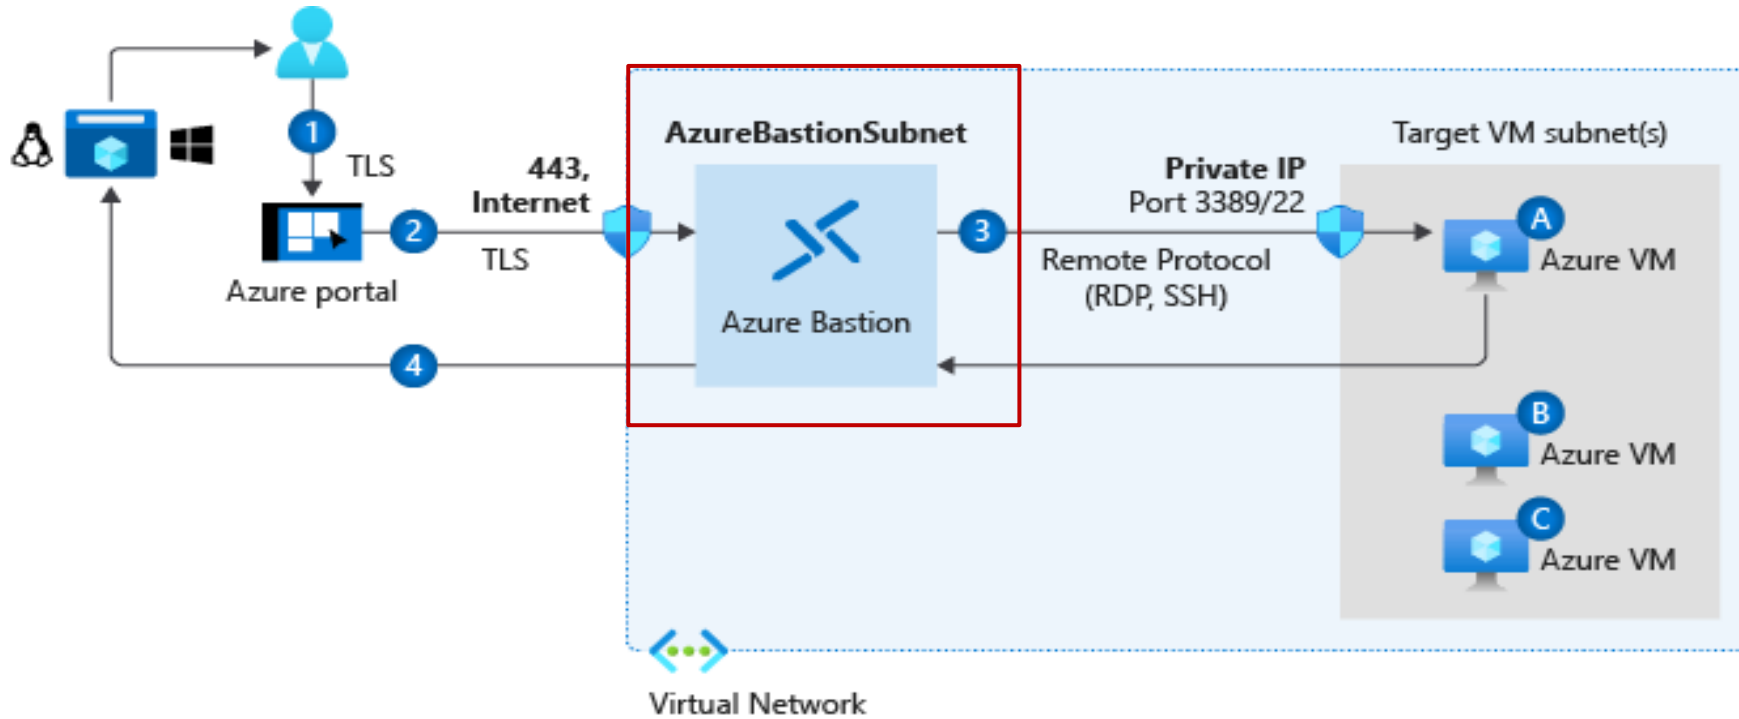 1
TLS
Azure portal
2
443,
Internet
TLS
AzureBastionSubnet
Azure Bastion
3
Private IP
Port 3389/22
Remote Protocol
(RDP, SSH)
Target VM subnet(s)
A
Azure VM
B
Azure VM
C
Azure VM
4
Virtual Network